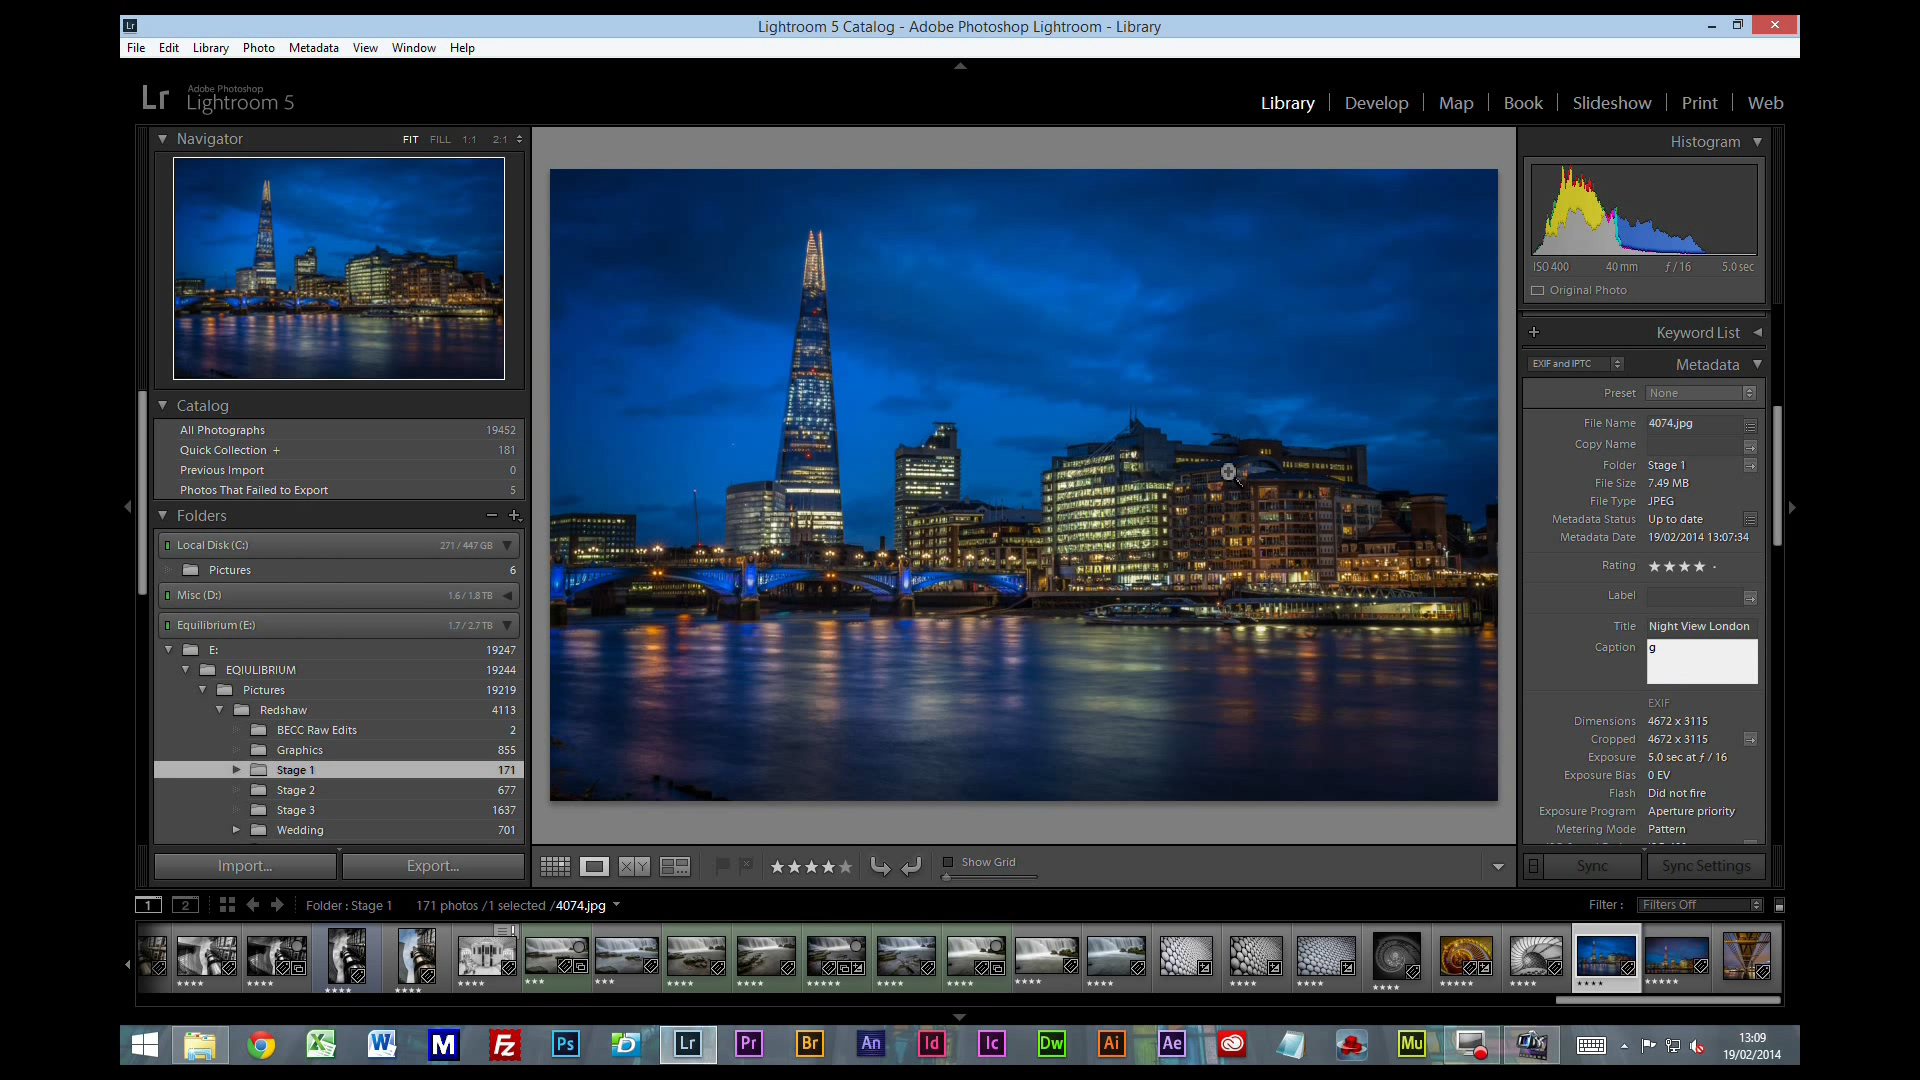 Lr Lightroom 5 Catalog - Adobe Photoshop Lightroom - Library
File Edit Library Photo Metadata View Window Help
Lr Adobe Photoshop
Lightroom 5
Library Develop Map Book Slideshow Print Web
Navigator FIT FILL 1:1 2:1
Catalog
All Photographs 19452
Quick Collection + 181
Previous Import 0
Photos That Failed to Export 5
Folders
Local Disk (C:) 271 / 447 GB
Pictures 6
Misc (D:) 1.6 / 1.8 TB
Equilibrium (E:) 1.7 / 2.7 TB
E: 19247
EQIULIBRIUM 19244
Pictures 19219
Redshaw 4113
BECC Raw Edits 2
Graphics 855
Stage 1 171
Stage 2 677
Stage 3 1637
Wedding 701
Import... Export...
Histogram
ISO 400 40 mm ƒ / 16 5.0 sec
Original Photo
Keyword List
EXIF and IPTC Metadata
Preset None
File Name 4074.jpg
Copy Name
Folder Stage 1
File Size 7.49 MB
File Type JPEG
Metadata Status Up to date
Metadata Date 19/02/2014 13:07:34
Rating
Label
Title Night View London
Caption g
EXIF
Dimensions 4672 x 3115
Cropped 4672 x 3115
Exposure 5.0 sec at ƒ / 16
Exposure Bias 0 EV
Flash Did not fire
Exposure Program Aperture priority
Metering Mode Pattern
Sync Sync Settings
X Y Show Grid
1 2 Folder : Stage 1 171 photos / 1 selected / 4074.jpg Filter : Filters Off
M Fz Ps Lr Pr Br An Id Ic Dw Ai Ae Mu
13:09
19/02/2014